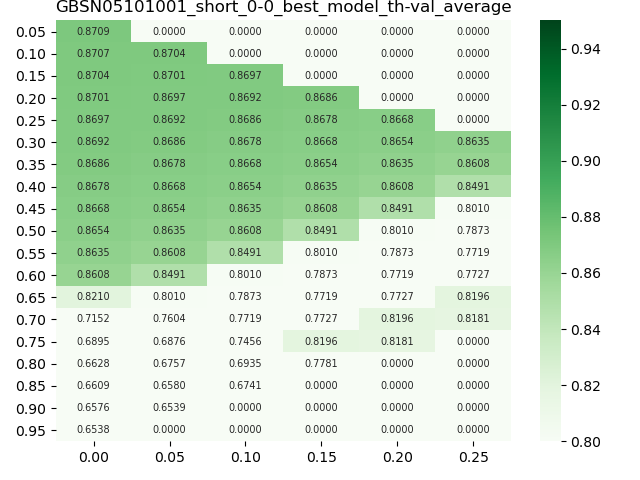 GBSN05101001_short_0-0_best_model_th-val_average
0.05 0.8709 0.0000 0.0000 0.0000 0.0000 0.0000
0.10 0.8707 0.8704 0.0000 0.0000 0.0000 0.0000
0.15 0.8704 0.8701 0.8697 0.0000 0.0000 0.0000
0.20 0.8701 0.8697 0.8692 0.8686 0.0000 0.0000
0.25 0.8697 0.8692 0.8686 0.8678 0.8668 0.0000
0.30 0.8692 0.8686 0.8678 0.8668 0.8654 0.8635
0.35 0.8686 0.8678 0.8668 0.8654 0.8635 0.8608
0.40 0.8678 0.8668 0.8654 0.8635 0.8608 0.8491
0.45 0.8668 0.8654 0.8635 0.8608 0.8491 0.8010
0.50 0.8654 0.8635 0.8608 0.8491 0.8010 0.7873
0.55 0.8635 0.8608 0.8491 0.8010 0.7873 0.7719
0.60 0.8608 0.8491 0.8010 0.7873 0.7719 0.7727
0.65 0.8210 0.8010 0.7873 0.7719 0.7727 0.8196
0.70 0.7152 0.7604 0.7719 0.7727 0.8196 0.8181
0.75 0.6895 0.6876 0.7456 0.8196 0.8181 0.0000
0.80 0.6628 0.6757 0.6935 0.7781 0.0000 0.0000
0.85 0.6609 0.6580 0.6741 0.0000 0.0000 0.0000
0.90 0.6576 0.6539 0.0000 0.0000 0.0000 0.0000
0.95 0.6538 0.0000 0.0000 0.0000 0.0000 0.0000
0.00 0.05 0.10 0.15 0.20 0.25
0.94
0.92
0.90
0.88
0.86
0.84
0.82
0.80